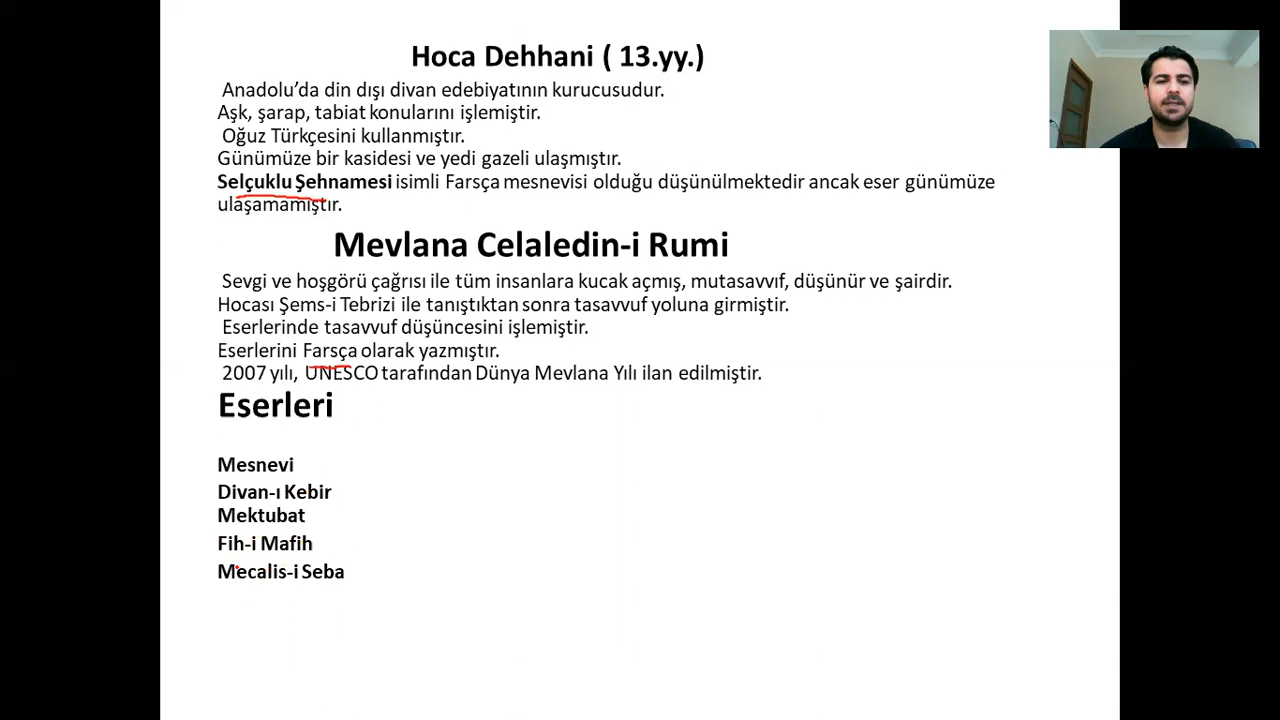 Hoca Dehhani ( 13.yy.)
Anadolu’da din dışı divan edebiyatının kurucusudur.
Aşk, şarap, tabiat konularını işlemiştir.
Oğuz Türkçesini kullanmıştır.
Günümüze bir kasidesi ve yedi gazeli ulaşmıştır.
Selçuklu Şehnamesi isimli Farsça mesnevisi olduğu düşünülmektedir ancak eser günümüze
ulaşamamıştır.
Mevlana Celaledin-i Rumi
Sevgi ve hoşgörü çağrısı ile tüm insanlara kucak açmış, mutasavvıf, düşünür ve şairdir.
Hocası Şems-i Tebrizi ile tanıştıktan sonra tasavvuf yoluna girmiştir.
Eserlerinde tasavvuf düşüncesini işlemiştir.
Eserlerini Farsça olarak yazmıştır.
2007 yılı, UNESCO tarafından Dünya Mevlana Yılı ilan edilmiştir.
Eserleri
Mesnevi
Divan-ı Kebir
Mektubat
Fih-i Mafih
Mecalis-i Seba